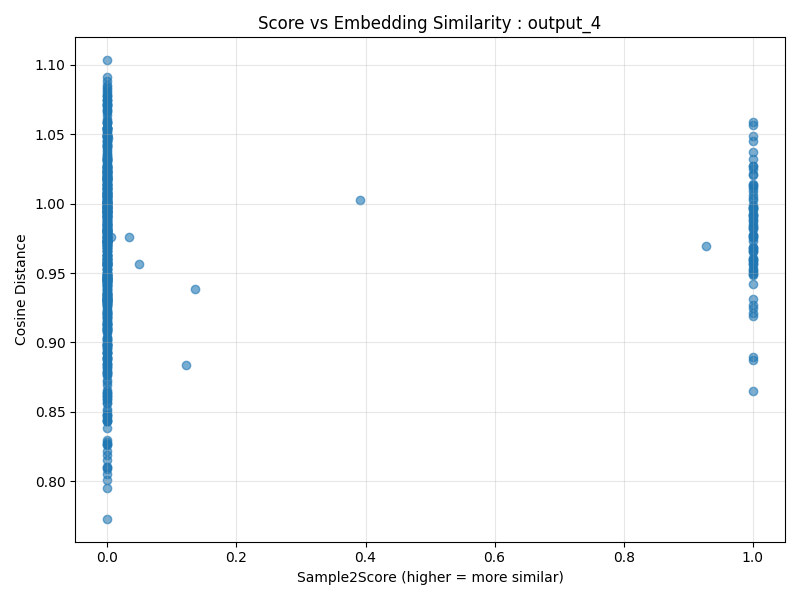 Score vs Embedding Similarity : output_4
Cosine Distance
1.10
1.05
1.00
0.95
0.90
0.85
0.80
0.0 0.2 0.4 0.6 0.8 1.0
Sample2Score (higher = more similar)